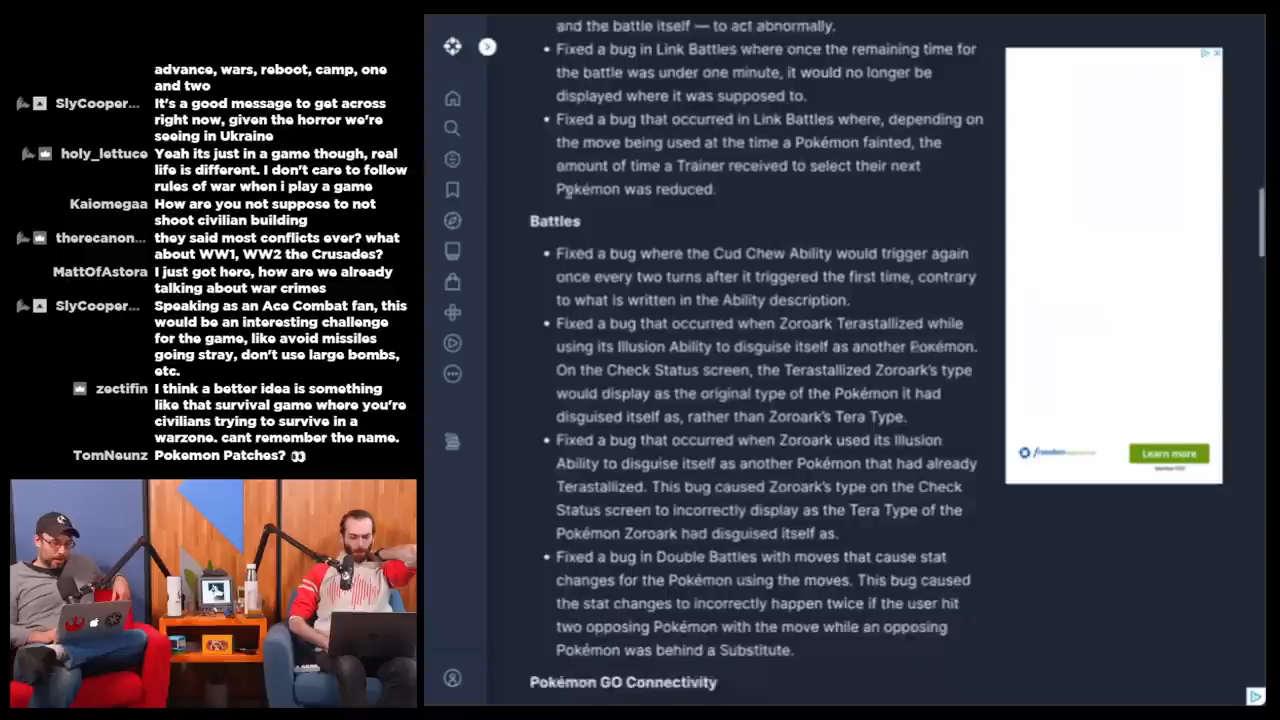 advance, wars, reboot, camp, one
and two
SlyCooper... It's a good message to get across
right now, given the horror we're
seeing in Ukraine
holy_lettuce Yeah its just in a game though, real
life is different. I don't care to follow
rules of war when i play a game
Kaiomegaa How are you not suppose to not
shoot civilian building
therecanon... they said most conflicts ever? what
about WW1, WW2 the Crusades?
MattOfAstora I just got here, how are we already
talking about war crimes
SlyCooper... Speaking as an Ace Combat fan, this
would be an interesting challenge
for the game, like avoid missiles
going stray, don't use large bombs,
etc.
zectifin I think a better idea is something
like that survival game where you're
civilians trying to survive in a
warzone. cant remember the name.
TomNeunz Pokemon Patches? 👀
and the battle itself — to act abnormally.
• Fixed a bug in Link Battles where once the remaining time for
the battle was under one minute, it would no longer be
displayed where it was supposed to.
• Fixed a bug that occurred in Link Battles where, depending on
the move being used at the time a Pokémon fainted, the
amount of time a Trainer received to select their next
Pokémon was reduced.
Battles
• Fixed a bug where the Cud Chew Ability would trigger again
once every two turns after it triggered the first time, contrary
to what is written in the Ability description.
• Fixed a bug that occurred when Zoroark Terastallized while
using its Illusion Ability to disguise itself as another Pokémon.
On the Check Status screen, the Terastallized Zoroark's type
would display as the original type of the Pokémon it had
disguised itself as, rather than Zoroark's Tera Type.
• Fixed a bug that occurred when Zoroark used its Illusion
Ability to disguise itself as another Pokémon that had already
Terastallized. This bug caused Zoroark's type on the Check
Status screen to incorrectly display as the Tera Type of the
Pokémon Zoroark had disguised itself as.
• Fixed a bug in Double Battles with moves that cause stat
changes for the Pokémon using the moves. This bug caused
the stat changes to incorrectly happen twice if the user hit
two opposing Pokémon with the move while an opposing
Pokémon was behind a Substitute.
Pokémon GO Connectivity
Learn more